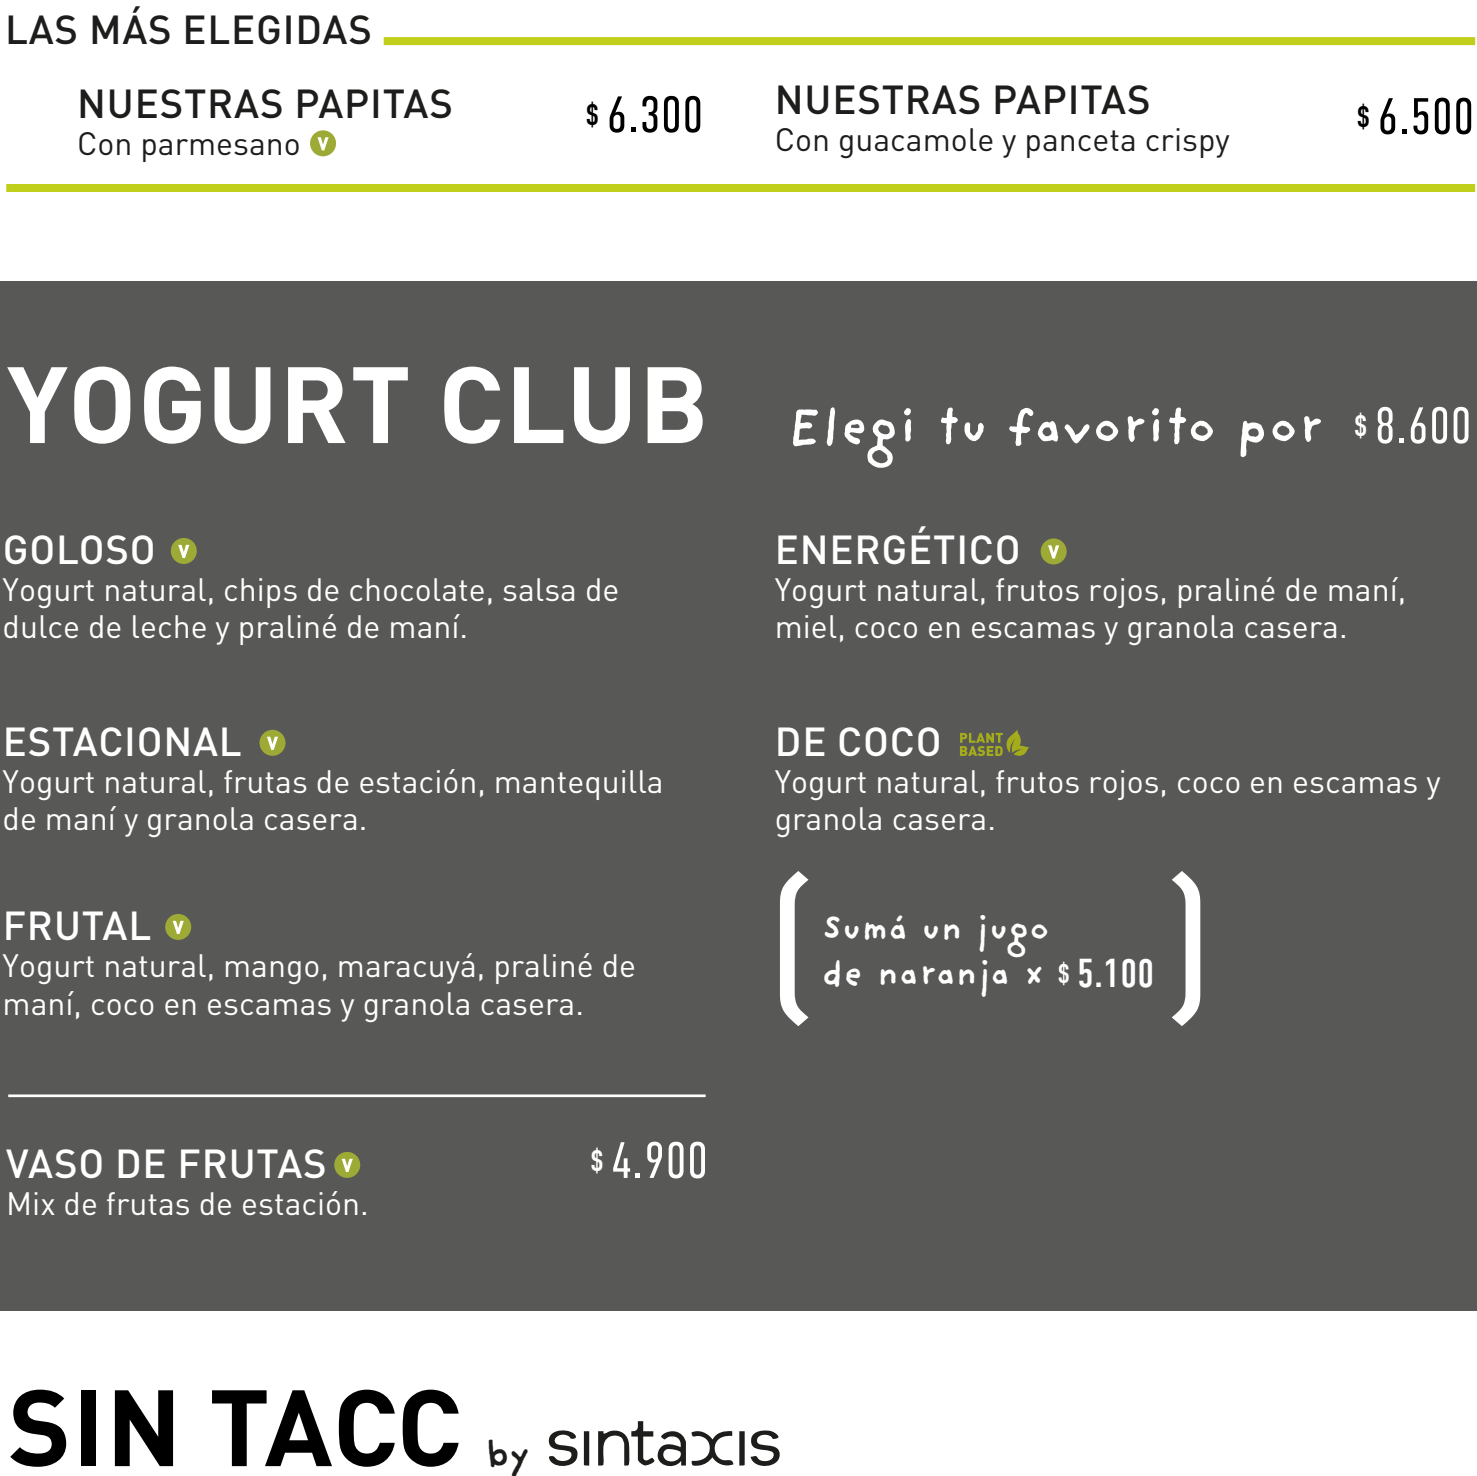 LAS MÁS ELEGIDAS
NUESTRAS PAPITAS $ 6.300
Con parmesano V
NUESTRAS PAPITAS $ 6.500
Con guacamole y panceta crispy
YOGURT CLUB
Elegi tu favorito por $ 8.600
GOLOSO V
Yogurt natural, chips de chocolate, salsa de
dulce de leche y praliné de maní.
ESTACIONAL V
Yogurt natural, frutas de estación, mantequilla
de maní y granola casera.
FRUTAL V
Yogurt natural, mango, maracuyá, praliné de
maní, coco en escamas y granola casera.
VASO DE FRUTAS V $ 4.900
Mix de frutas de estación.
ENERGÉTICO V
Yogurt natural, frutos rojos, praliné de maní,
miel, coco en escamas y granola casera.
DE COCO PLANT BASED
Yogurt natural, frutos rojos, coco en escamas y
granola casera.
Sumá un jugo
de naranja x $ 5.100
SIN TACC by sintaxis